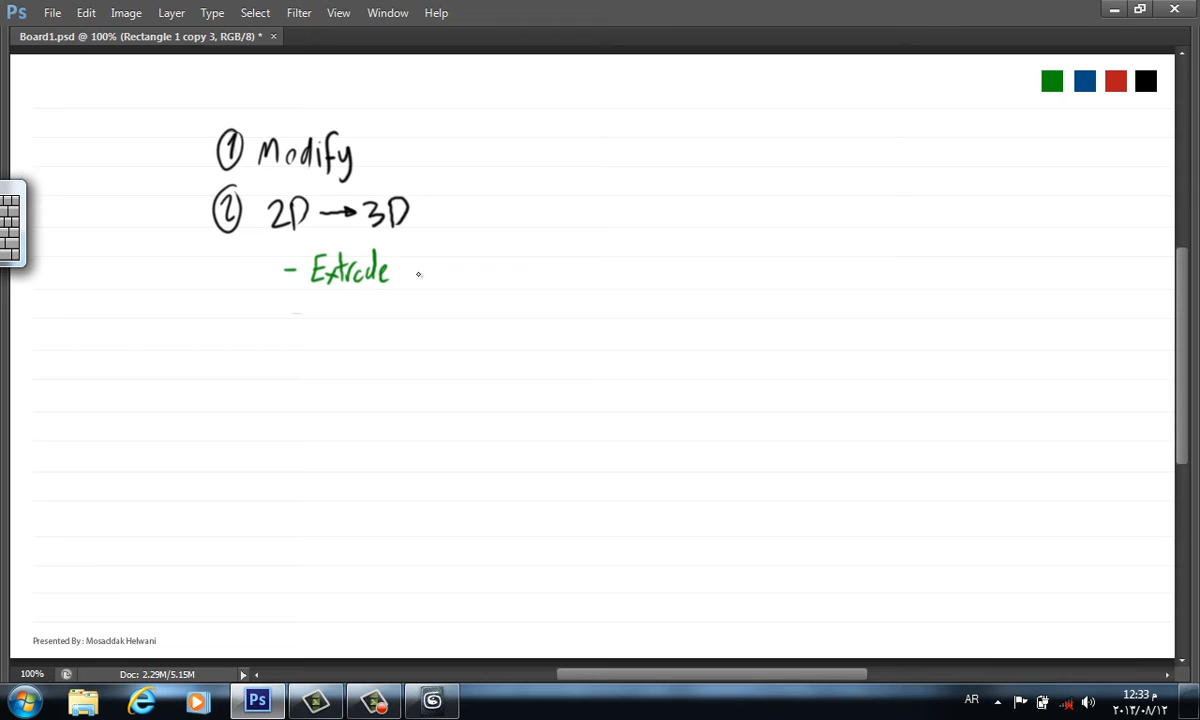 Ps File Edit Image Layer Type Select Filter View Window Help
Board1.psd @ 100% (Rectangle 1 copy 3, RGB/8) * ×
① Modify
② 2D → 3D
- Extrude
Presented By : Mosaddak Helwani
100% Doc: 2.29M/5.15M
Ps AR 12:33 م
٢٠١٣/٠٨/١٢